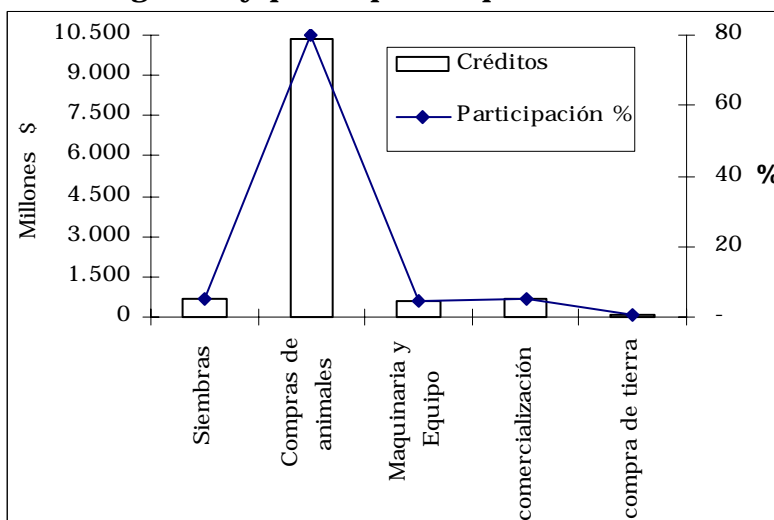 10.500
9.000
7.500
6.000
4.500
3.000
1.500
0
Millones $
80
60
40
20
-
%
Créditos
Participación %
Siembras
Compras de
animales
Maquinaria y
Equipo
comercialización
compra de tierra